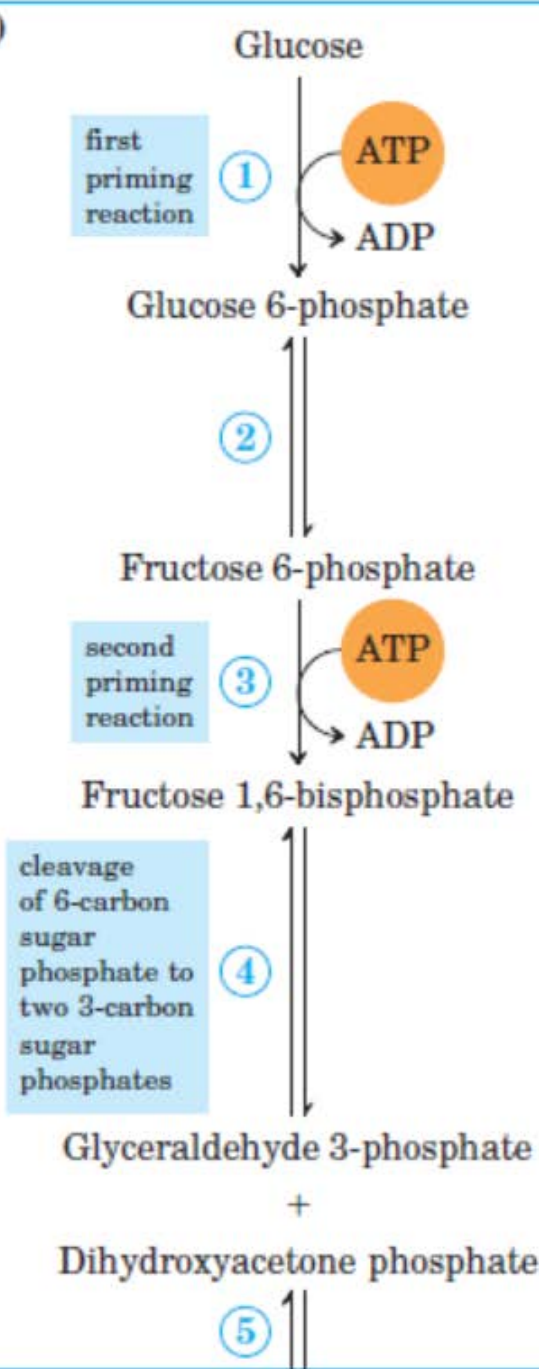 )
Glucose
first
priming
reaction
1
ATP
ADP
Glucose 6-phosphate
2
Fructose 6-phosphate
second
priming
reaction
3
ATP
ADP
Fructose 1,6-bisphosphate
cleavage
of 6-carbon
sugar
phosphate to
two 3-carbon
sugar
phosphates
4
Glyceraldehyde 3-phosphate
+
Dihydroxyacetone phosphate
5